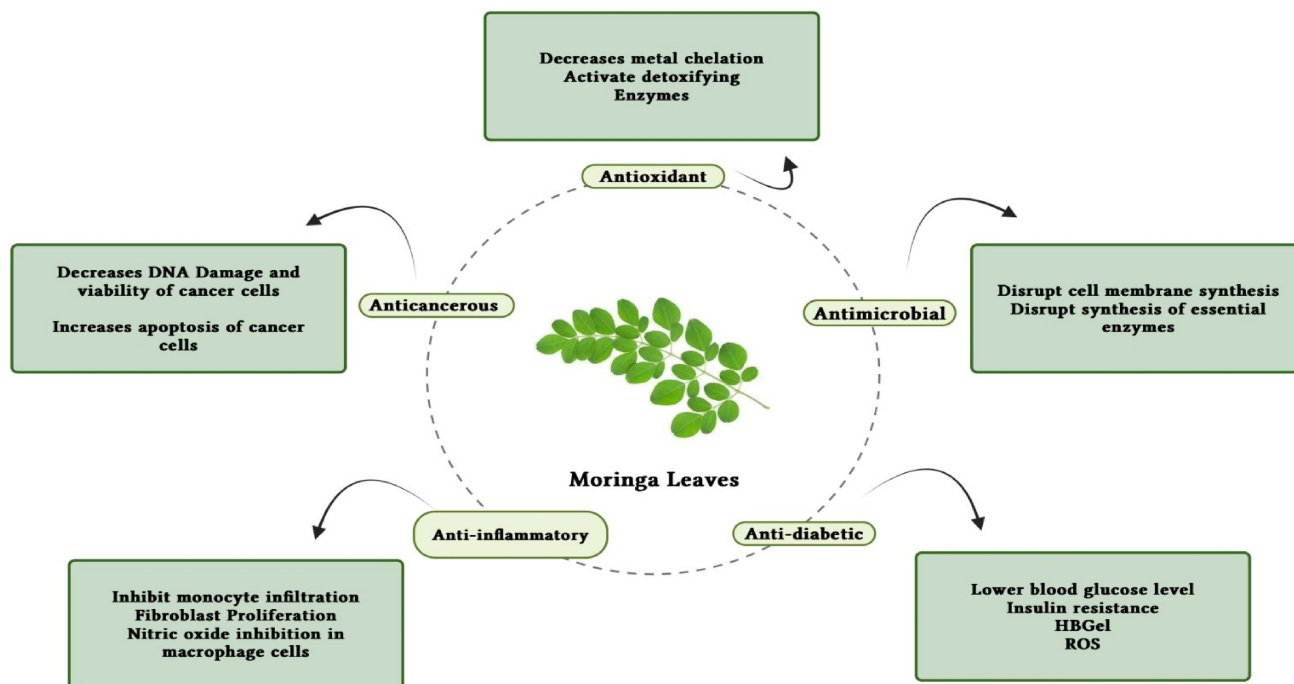 Decreases metal chelation
Activate detoxifying
Enzymes
Antioxidant
Decreases DNA Damage and
viability of cancer cells
Increases apoptosis of cancer
cells
Anticancerous
Antimicrobial
Disrupt cell membrane synthesis
Disrupt synthesis of essential
enzymes
Moringa Leaves
Anti-inflammatory
Anti-diabetic
Inhibit monocyte infiltration
Fibroblast Proliferation
Nitric oxide inhibition in
macrophage cells
Lower blood glucose level
Insulin resistance
HBGel
ROS